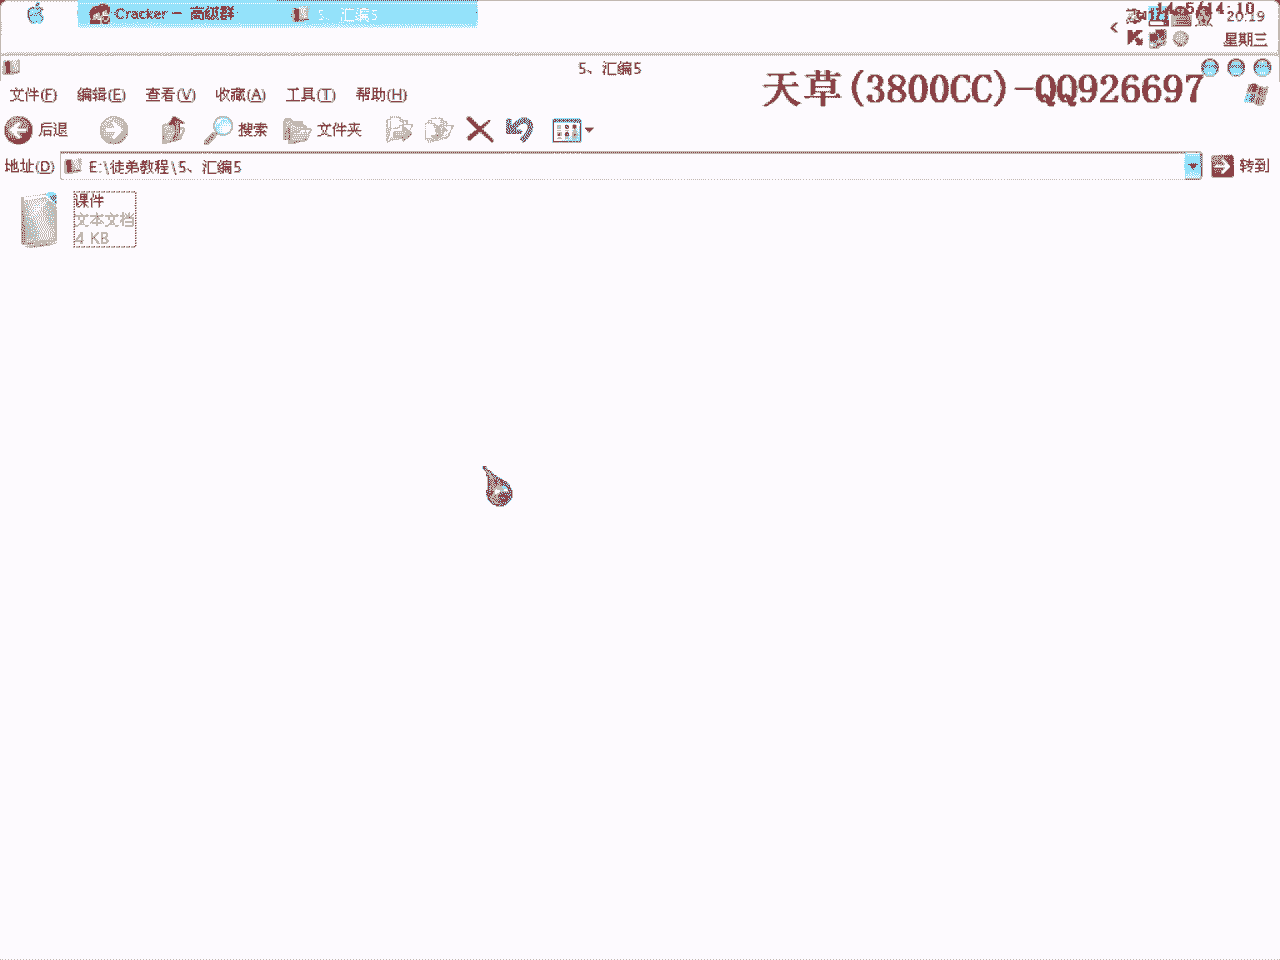 Cracker - 高級群
5、汇编5
20:19
星期三
5、汇编5
天草(3800CC)-QQ926697
文件(F) 编辑(E) 查看(V) 收藏(A) 工具(T) 帮助(H)
后退 搜索 文件夹
地址(D) E:\徒弟教程\5、汇编5 转到
课件
文本文档
4 KB